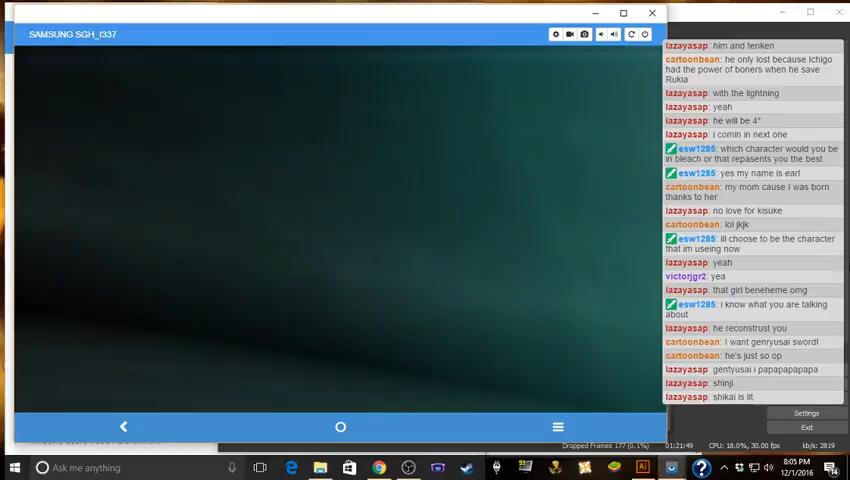 SAMSUNG SGH_I337
lazayasap: him and tenken
cartoonbean: he only lost because Ichigo
had the power of boners when he save
Rukia
lazayasap: with the lightning
lazayasap: yeah
lazayasap: he will be 4*
lazayasap: i comin in next one
esw1285: which character would you be
in bleach or that repasents you the best
esw1285: yes my name is earl
cartoonbean: my mom cause I was born
thanks to her
lazayasap: no love for kisuke
cartoonbean: lol jkjk
esw1285: ill choose to be the character
that im useing now
lazayasap: yeah
victorjgr2: yea
lazayasap: that girl beneheme omg
esw1285: i know what you are talking
about
lazayasap: he reconstrust you
cartoonbean: I want genryusai sword!
cartoonbean: he's just so op
lazayasap: gentyusai i papapapapapa
lazayasap: shinji
lazayasap: shikai is lit
Settings
Exit
Dropped Frames 177 (0.1%)
01:21:49
CPU: 18.0%, 30.00 fps
kb/s: 2819
Ask me anything
99
Ai
8:05 PM
12/1/2016